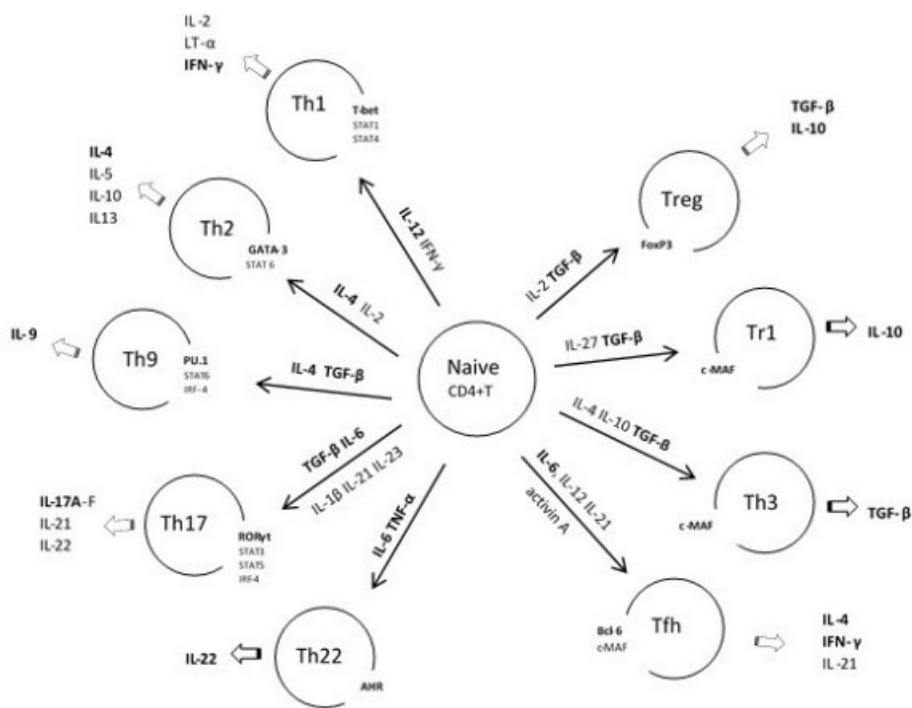 IL-2
LT-α
IFN-γ
Th1
T-bet
STAT1
STAT4
IL-12 IFN-γ
IL-4
IL-5
IL-10
IL13
Th2
GATA-3
STAT 6
IL-4 IL-2
IL-9
Th9
PU.1
STAT6
IRF-4
IL-4 TGF-β
IL-17A-F
IL-21
IL-22
Th17
RORγt
STAT3
STAT5
IRF-4
TGF-β IL-6
IL-1β IL-21 IL-23
IL-22
Th22
AHR
IL-6 TNF-α
Naive
CD4+T
TGF-β
IL-10
Treg
FoxP3
IL-2 TGF-β
Tr1
c-MAF
IL-27 TGF-β
IL-10
Th3
c-MAF
IL-4 IL-10 TGF-B
TGF-β
Tfh
Bcl-6
c-MAF
IL-6, IL-12 IL-21
activin A
IL-4
IFN-γ
IL-21